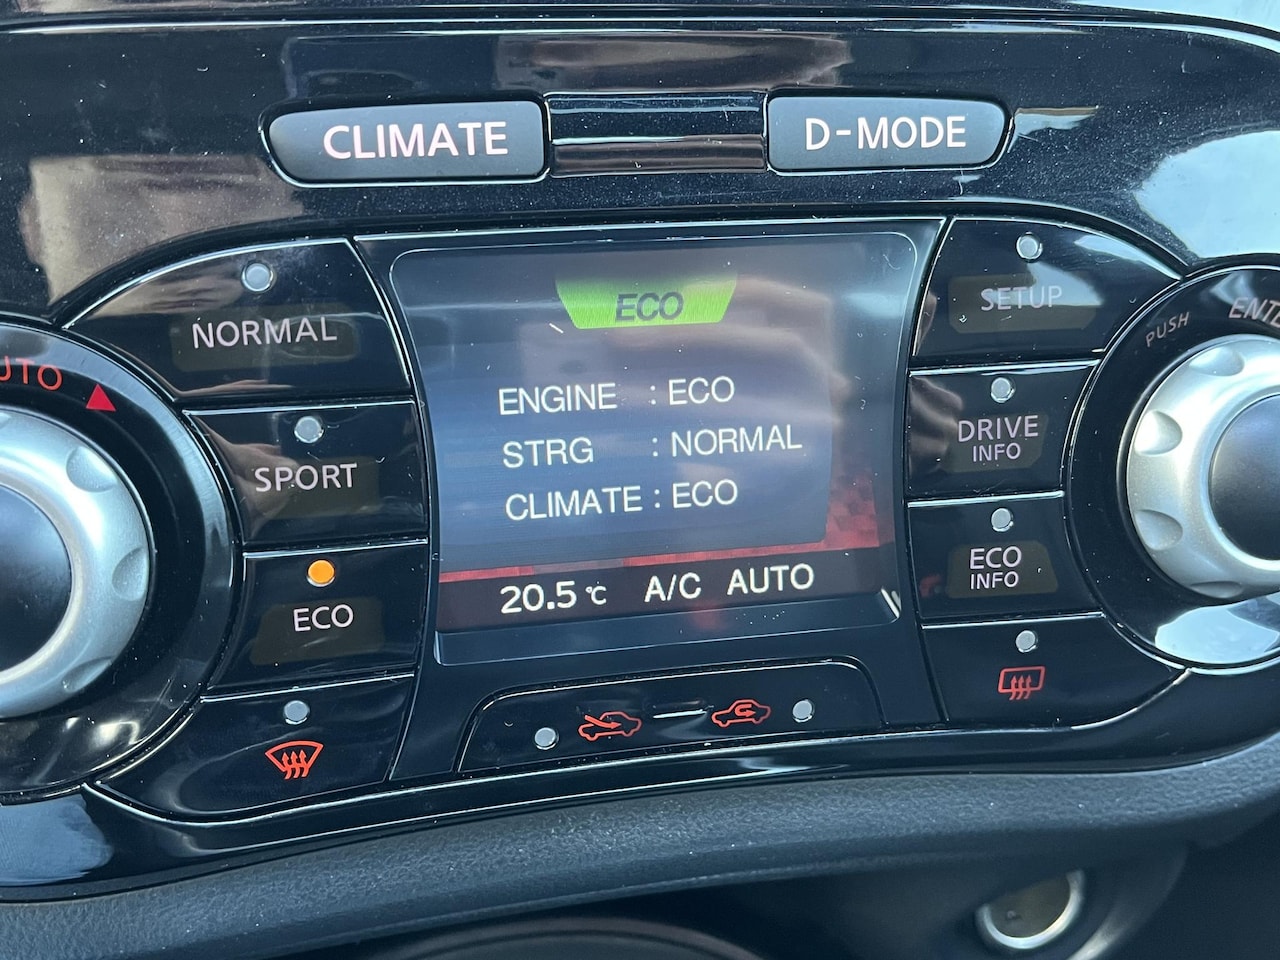 CLIMATE
D-MODE
NORMAL
SETUP
PUSH
SPORT
DRIVE
INFO
ECO
ECO
INFO
ECO
ENGINE : ECO
STRG : NORMAL
CLIMATE : ECO
20.5 °C A/C AUTO